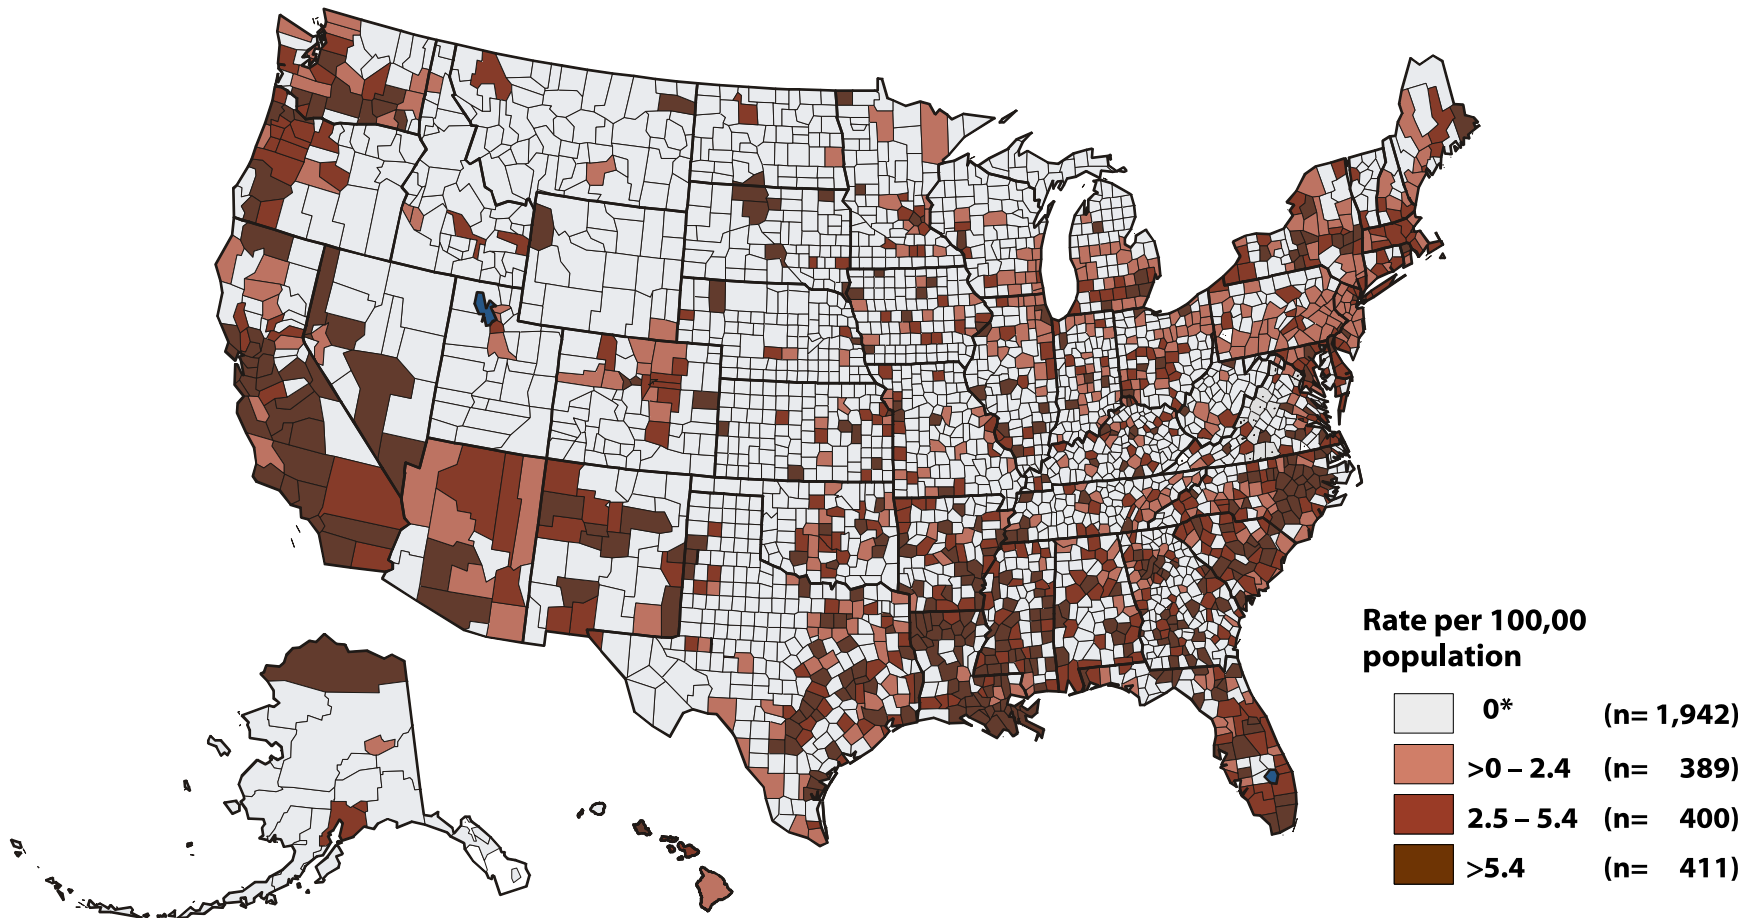 Rate per 100,00
population
0* (n= 1,942)
>0 – 2.4 (n= 389)
2.5 – 5.4 (n= 400)
>5.4 (n= 411)